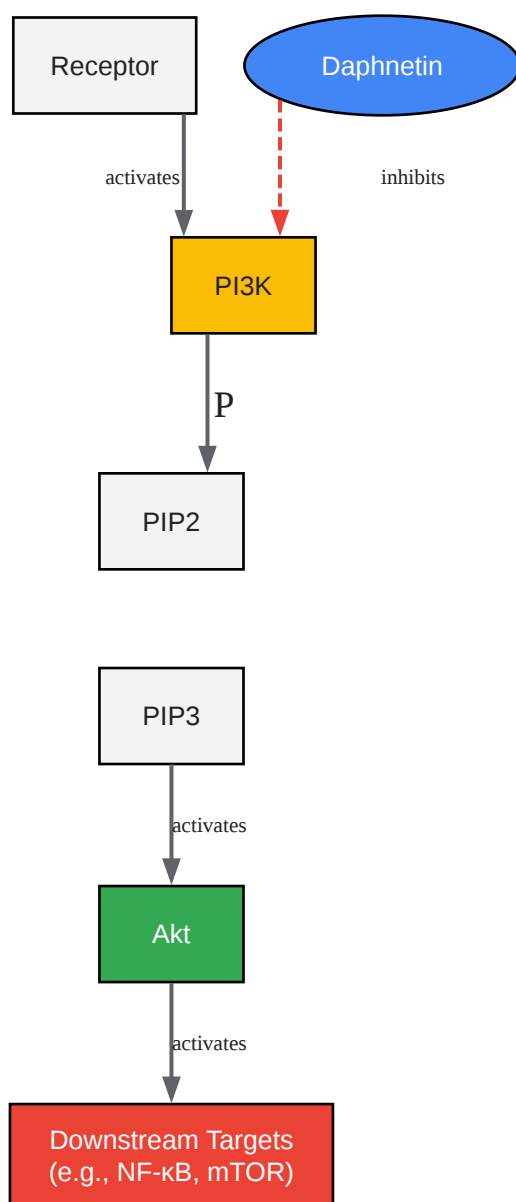 Receptor
Daphnetin
activates
inhibits
PI3K
P
PIP2
PIP3
activates
Akt
activates
Downstream Targets
(e.g., NF-κB, mTOR)